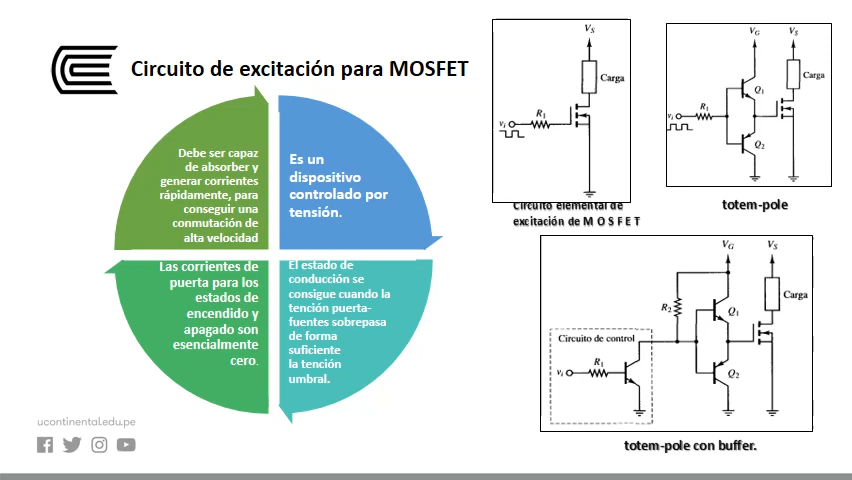 Circuito de excitación para MOSFET
Debe ser capaz
de absorber y
generar corrientes
rápidamente, para
conseguir una
conmutación de
alta velocidad
Es un
dispositivo
controlado por
tensión.
Las corrientes de
puerta para los
estados de
encendido y
apagado son
esencialmente
cero.
El estado de
conducción se
consigue cuando la
tención puerta-
fuentes sobrepasa
de forma
suficiente
la tención
umbral.
ucontinental.edu.pe
VS
Carga
R1
vi
Circuito elemental de
excitación de M O S F E T
VG
VS
Carga
Q1
R1
vi
Q2
totem-pole
VG
VS
Carga
R2
Q1
Circuito de control
R1
vi
Q2
totem-pole con buffer.